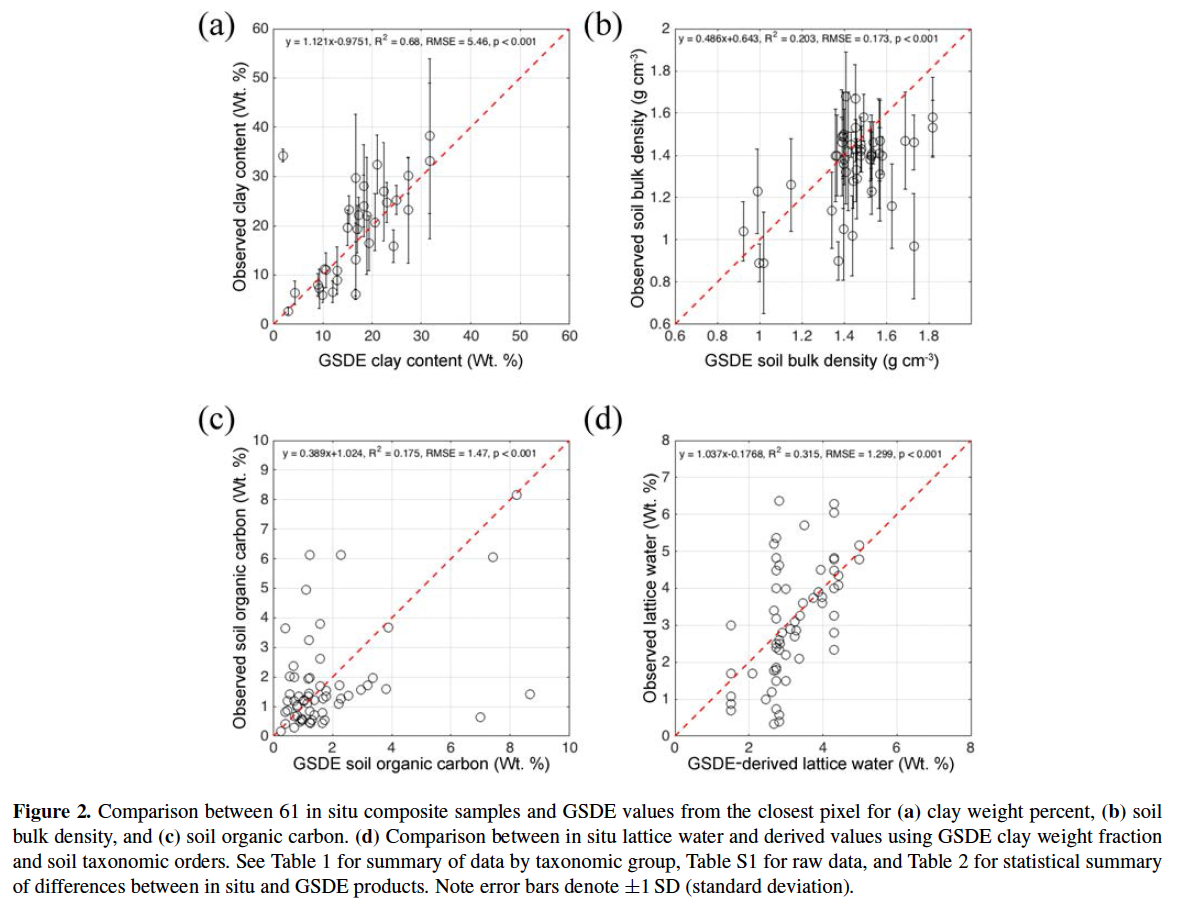 (a)
y = 1.121x-0.9751, R² = 0.68, RMSE = 5.46, p < 0.001
60
50
40
30
20
10
0
0 10 20 30 40 50 60
Observed clay content (Wt. %)
GSDE clay content (Wt. %)
(b)
y = 0.486x+0.643, R² = 0.203, RMSE = 0.173, p < 0.001
2
1.8
1.6
1.4
1.2
1
0.8
0.6
0.6 0.8 1 1.2 1.4 1.6 1.8
Observed soil bulk density (g cm⁻³)
GSDE soil bulk density (g cm⁻³)
(c)
y = 0.389x+1.024, R² = 0.175, RMSE = 1.47, p < 0.001
10
9
8
7
6
5
4
3
2
1
0
0 2 4 6 8 10
Observed soil organic carbon (Wt. %)
GSDE soil organic carbon (Wt. %)
(d)
y = 1.037x-0.1768, R² = 0.315, RMSE = 1.299, p < 0.001
8
7
6
5
4
3
2
1
0
0 2 4 6 8
Observed lattice water (Wt. %)
GSDE-derived lattice water (Wt. %)
Figure 2. Comparison between 61 in situ composite samples and GSDE values from the closest pixel for (a) clay weight percent, (b) soil
bulk density, and (c) soil organic carbon. (d) Comparison between in situ lattice water and derived values using GSDE clay weight fraction
and soil taxonomic orders. See Table 1 for summary of data by taxonomic group, Table S1 for raw data, and Table 2 for statistical summary
of differences between in situ and GSDE products. Note error bars denote ±1 SD (standard deviation).